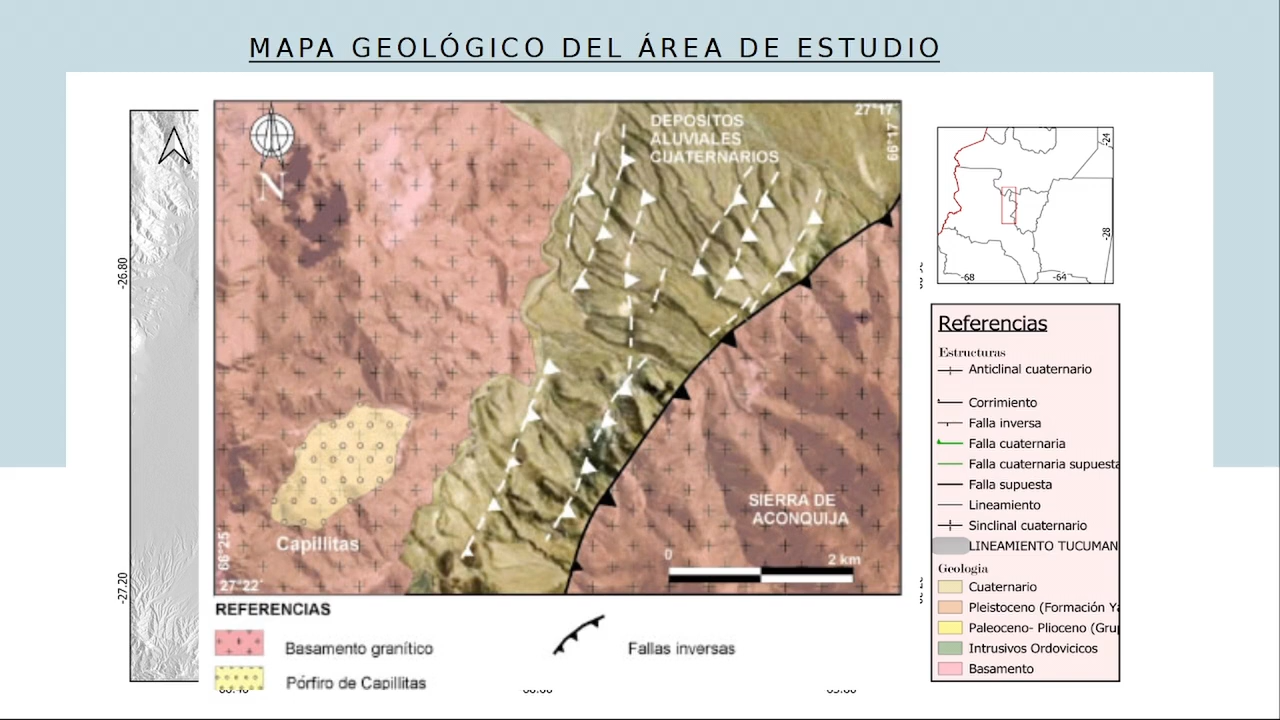 MAPA GEOLÓGICO DEL ÁREA DE ESTUDIO
-26.80
-27.20
N
DEPOSITOS
ALUVIALES
CUATERNARIOS
27°17´
66°17´
SIERRA DE
ACONQUIJA
Capillitas
66°25´
27°22´
0
2 km
REFERENCIAS
Basamento granítico
Fallas inversas
Pórfiro de Capillitas
-24
-28
-68
-64
Referencias
Estructuras
Anticlinal cuaternario
Corrimiento
Falla inversa
Falla cuaternaria
Falla cuaternaria supuesta
Falla supuesta
Lineamiento
Sinclinal cuaternario
LINEAMIENTO TUCUMAN
Geologia
Cuaternario
Pleistoceno (Formación
Paleoceno- Plioceno
Intrusivos Ordovicicos
Basamento